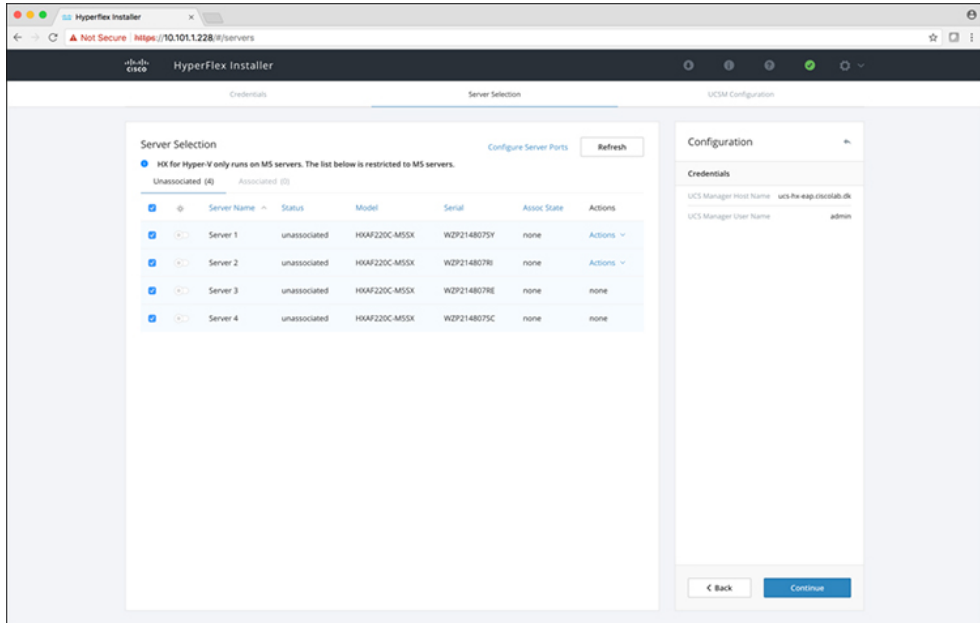 Hyperflex Installer
Not Secure https://10.101.1.228/#/servers
CISCO HyperFlex Installer
Credentials Server Selection UCSM Configuration
Server Selection Configure Server Ports Refresh
HX for Hyper-V only runs on M5 servers. The list below is restricted to M5 servers.
Unassociated (4) Associated (0)
Server Name Status Model Serial Assoc State Actions
Server 1 unassociated HXAF220C-M5SX WZP214807SY none Actions
Server 2 unassociated HXAF220C-M5SX WZP214807RI none Actions
Server 3 unassociated HXAF220C-M5SX WZP214807RE none none
Server 4 unassociated HXAF220C-M5SX WZP214807SC none none
Configuration
Credentials
UCS Manager Host Name ucs-hx-eap.ciscolab.dk
UCS Manager User Name admin
< Back Continue